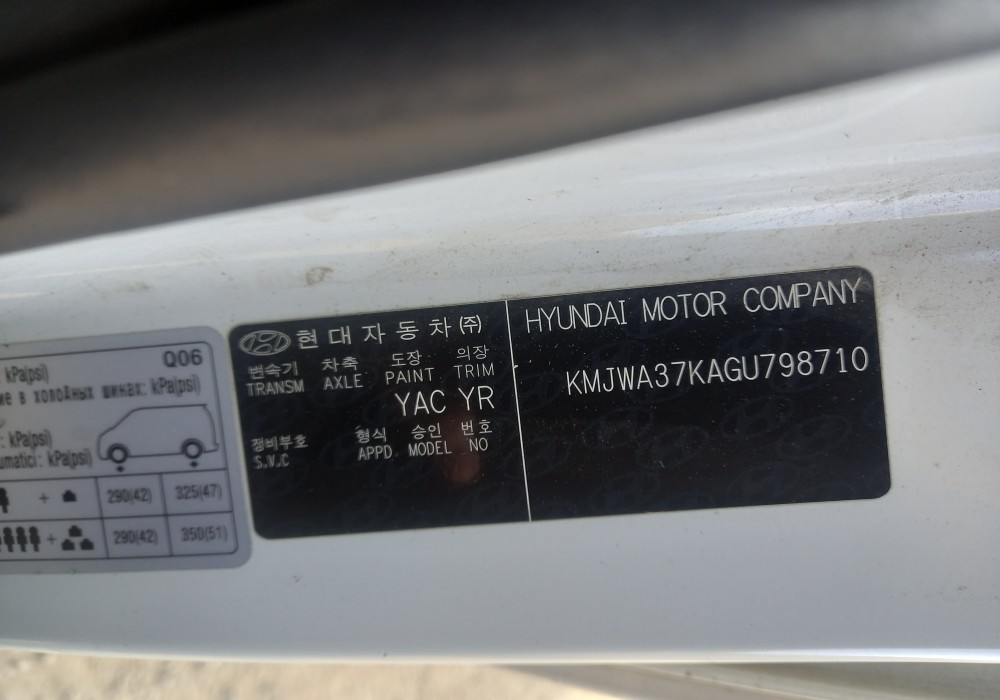 kPa(psi) Q06
ие в холодных шинах: kPa(psi)
: kPa(psi)
umatici: kPa(psi)
+ 290(42) 325(47)
+ 290(42) 350(51)
현대자동차(주)
변속기 차축 도장 의장
TRANSM AXLE PAINT TRIM
YAC YR
정비부호 형식 승인 번호
S.V.C APPD MODEL NO
HYUNDAI MOTOR COMPANY
KMJWA37KAGU798710